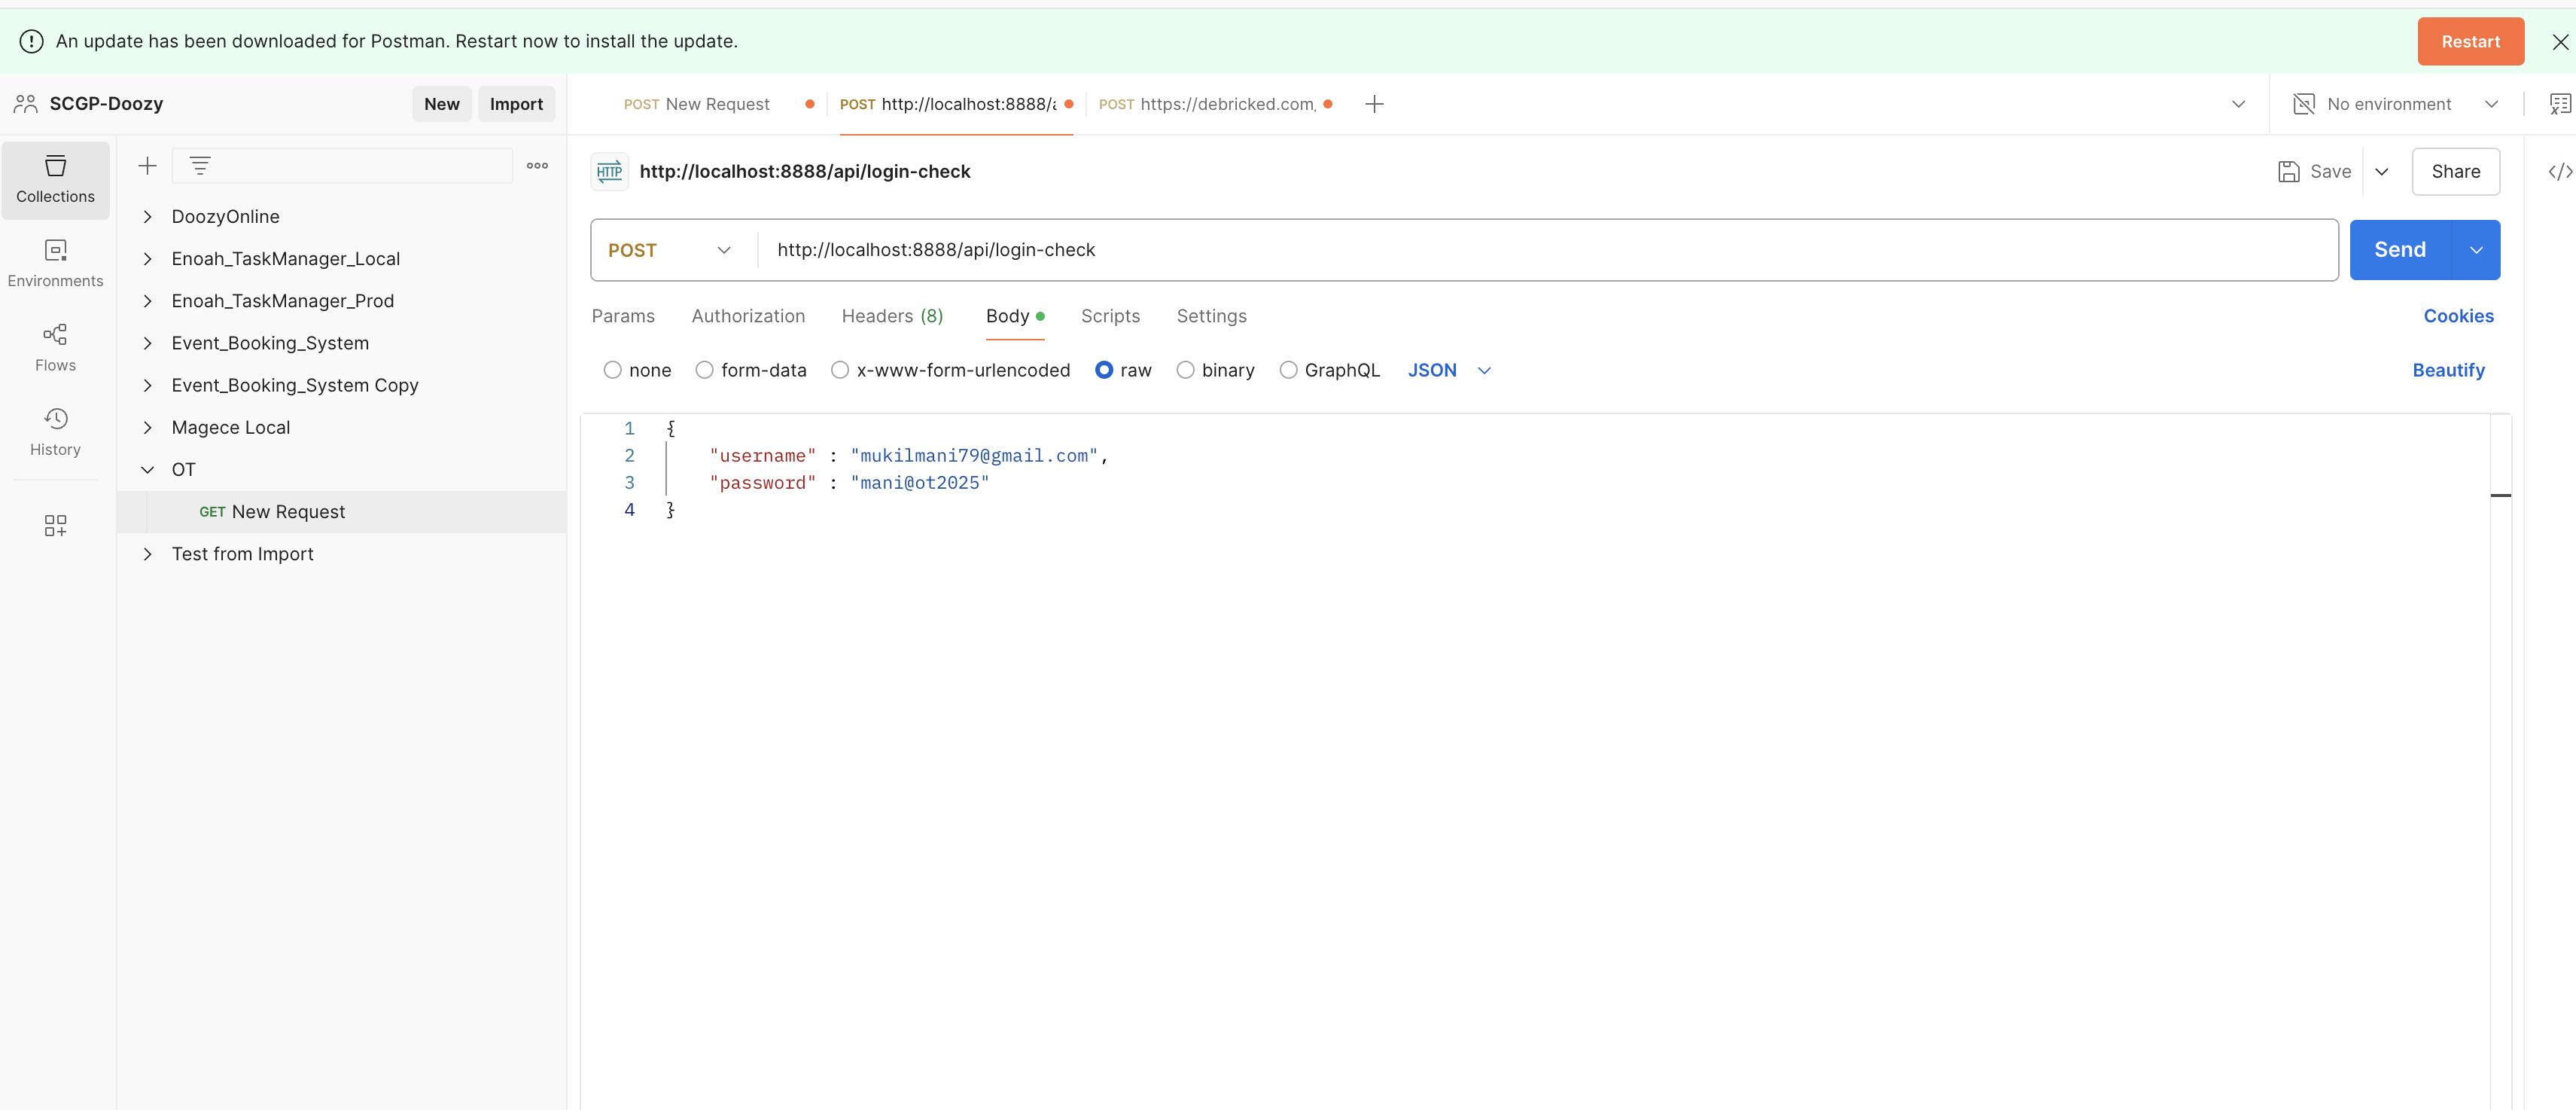 An update has been downloaded for Postman. Restart now to install the update.
Restart
SCGP-Doozy
New
Import
POST New Request
POST http://localhost:8888/a
POST https://debricked.com,
No environment
Collections
Environments
Flows
History
DoozyOnline
Enoah_TaskManager_Local
Enoah_TaskManager_Prod
Event_Booking_System
Event_Booking_System Copy
Magece Local
OT
GET New Request
Test from Import
HTTP
http://localhost:8888/api/login-check
Save
Share
</>
POST
http://localhost:8888/api/login-check
Send
Params Authorization Headers (8) Body Scripts Settings
Cookies
none form-data x-www-form-urlencoded raw binary GraphQL JSON
Beautify
1 {
2 "username" : "mukilmani79@gmail.com",
3 "password" : "mani@ot2025"
4 }